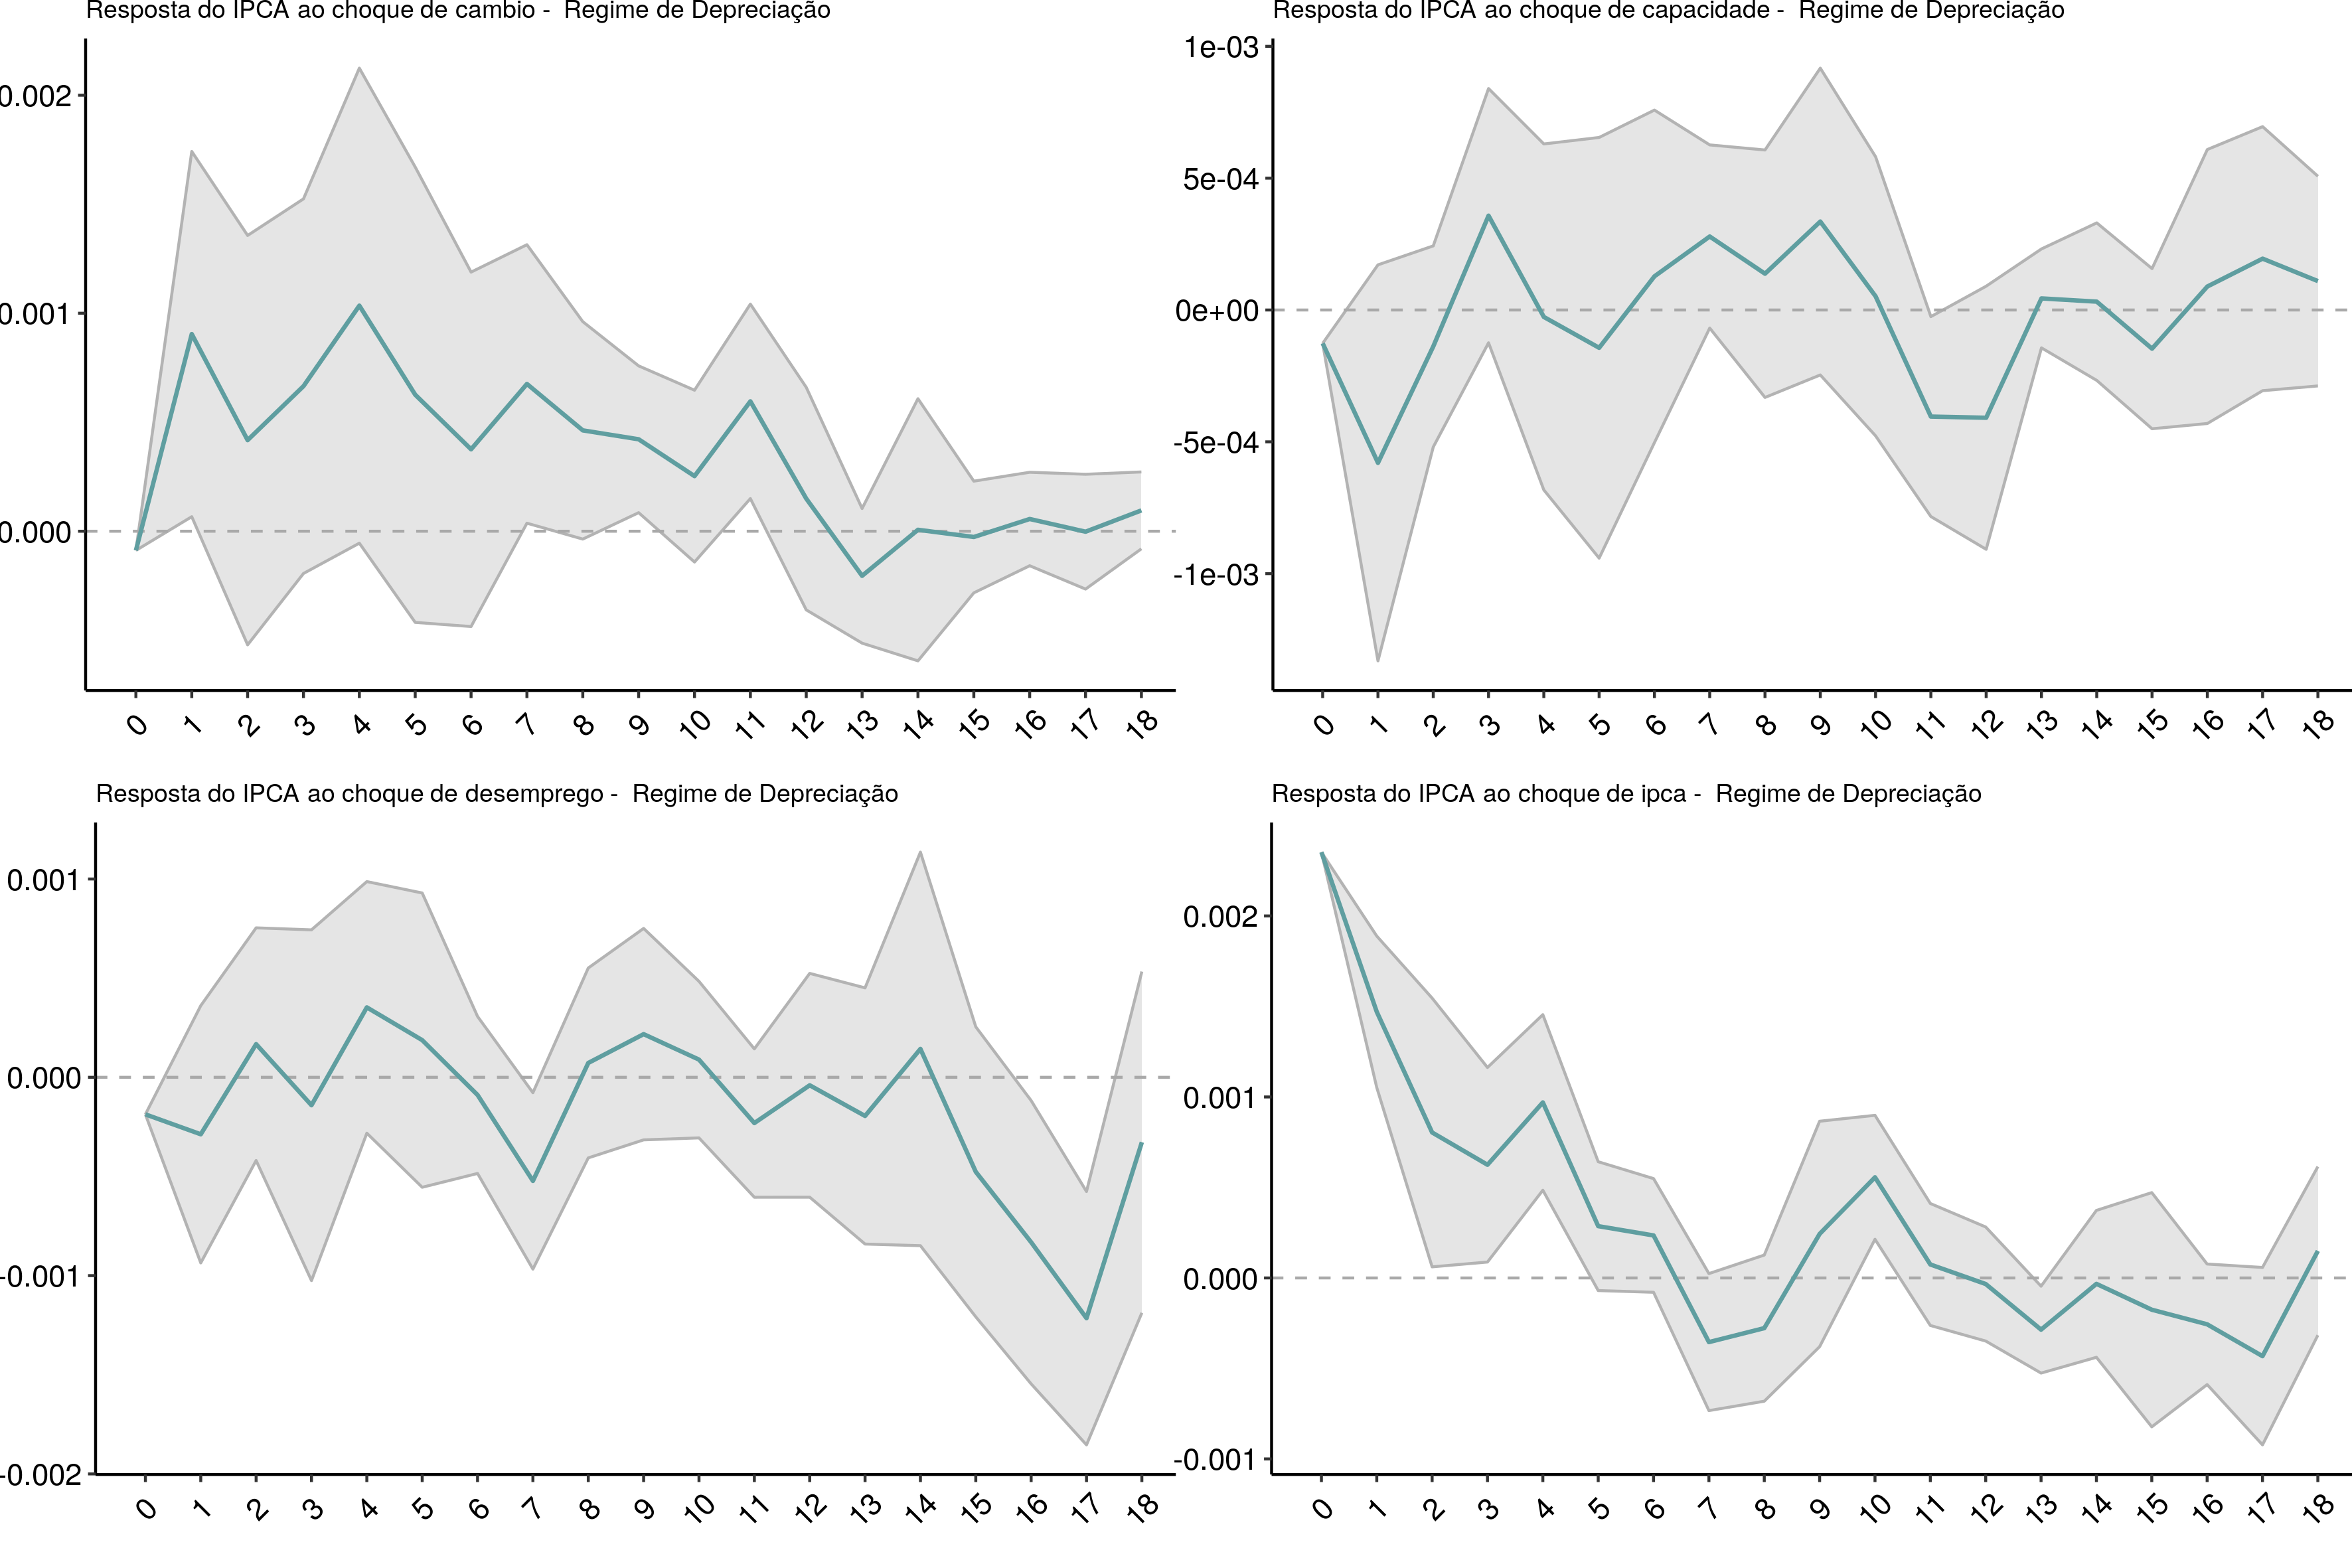 Resposta do IPCA ao choque de cambio -  Regime de Depreciação
0.002
0.001
0.000
0 1 2 3 4 5 6 7 8 9 10 11 12 13 14 15 16 17 18
Resposta do IPCA ao choque de capacidade -  Regime de Depreciação
1e-03
5e-04
0e+00
-5e-04
-1e-03
0 1 2 3 4 5 6 7 8 9 10 11 12 13 14 15 16 17 18
Resposta do IPCA ao choque de desemprego -  Regime de Depreciação
0.001
0.000
-0.001
-0.002
0 1 2 3 4 5 6 7 8 9 10 11 12 13 14 15 16 17 18
Resposta do IPCA ao choque de ipca -  Regime de Depreciação
0.002
0.001
0.000
-0.001
0 1 2 3 4 5 6 7 8 9 10 11 12 13 14 15 16 17 18